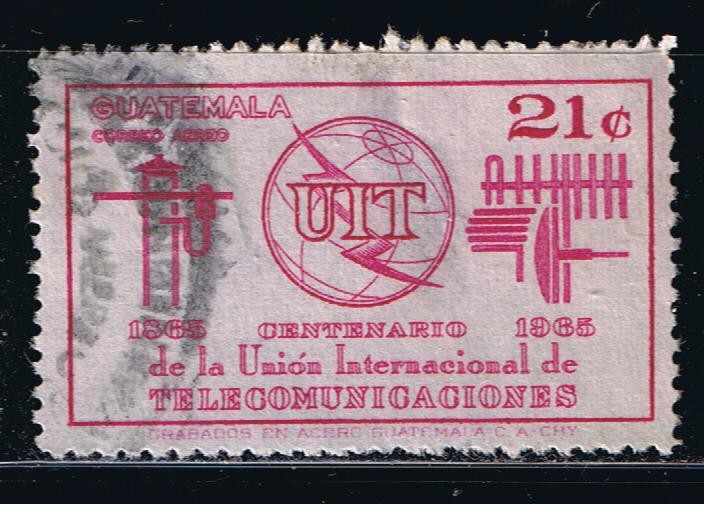 GUATEMALA
CORREO AEREO
21¢
UIT
1865 CENTENARIO 1965
de la Unión Internacional de
TELECOMUNICACIONES
GRABADOS EN ACERO GUATEMALA C. A.-CHY